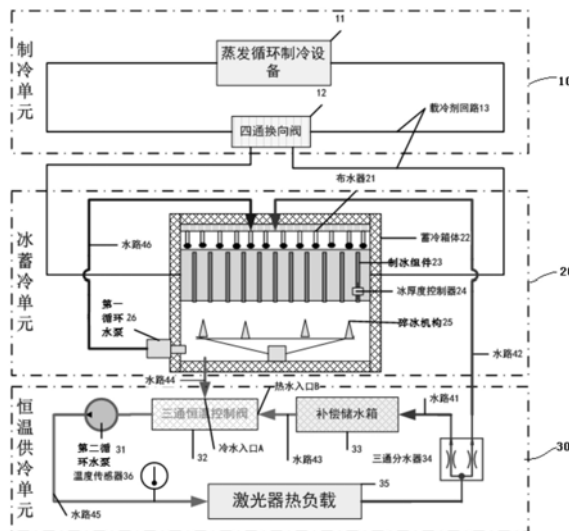 制冷单元
11
蒸发循环制冷设
备
12
四通换向阀
载冷剂回路13
10
冰蓄冷单元
布水器21
水路46
蓄冷箱体22
制冰组件23
冰厚度控制器24
碎冰机构25
第一
循环 26
水泵
20
水路44
水路42
恒温供冷单元
热水入口B
水路41
三通恒温控制阀
补偿储水箱
第二循 31
环水泵
冷水入口A
32
水路43
33
三通分水器34
温度传感器36
35
水路45
激光器热负载
30